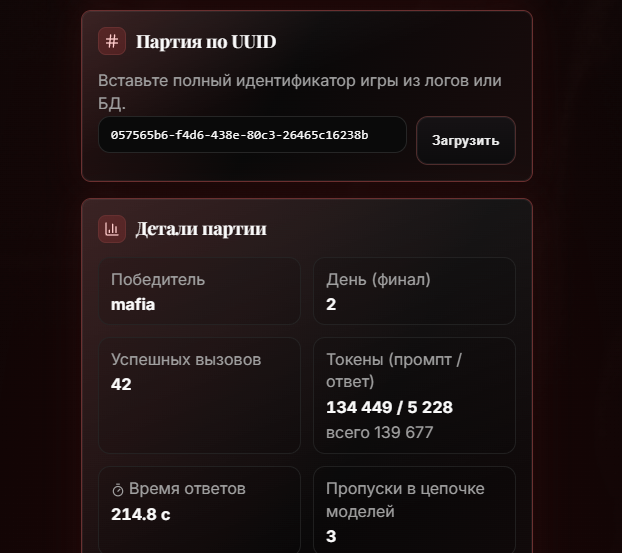 Партия по UUID
Вставьте полный идентификатор игры из логов или
БД.
057565b6-f4d6-438e-80c3-26465c16238b
Загрузить
Детали партии
Победитель
mafia
День (финал)
2
Успешных вызовов
42
Токены (промпт /
ответ)
134 449 / 5 228
всего 139 677
Время ответов
214.8 с
Пропуски в цепочке
моделей
3